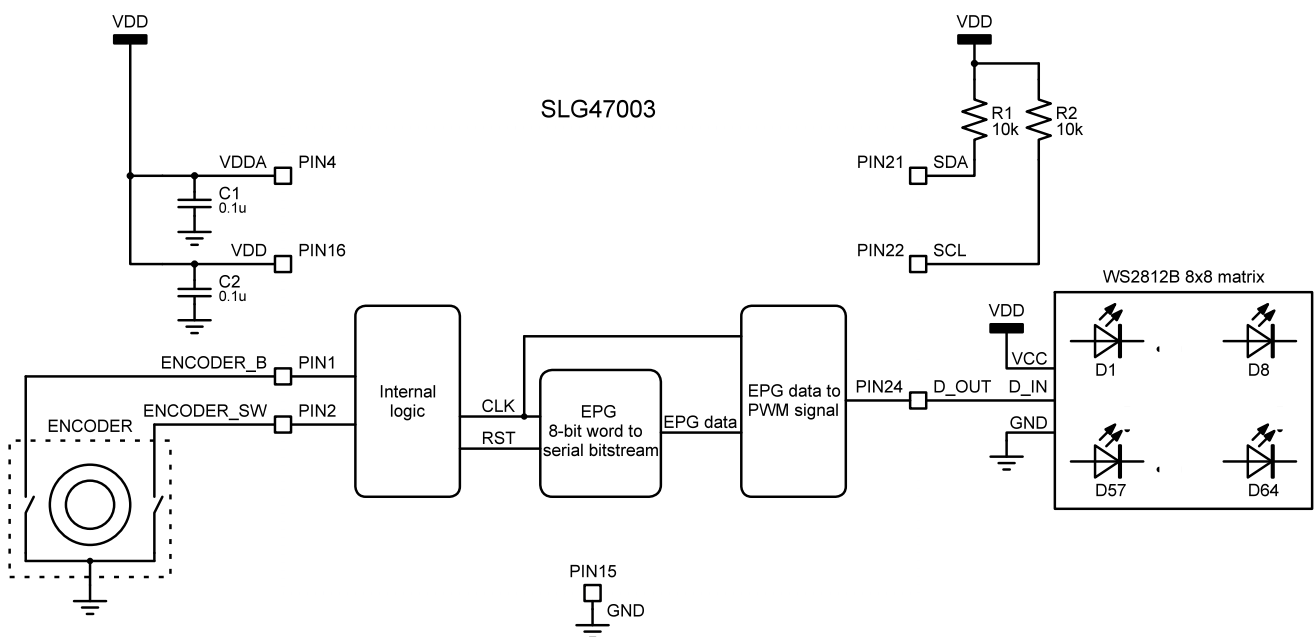 VDD
VDD
SLG47003
R1
10k
R2
10k
VDDA
PIN4
PIN21
SDA
C1
0.1u
VDD
PIN16
PIN22
SCL
C2
0.1u
WS2812B 8x8 matrix
VDD
VCC
D1
D8
ENCODER_B
PIN1
Internal
logic
CLK
EPG
8-bit word to
serial bitstream
EPG data
EPG data to
PWM signal
PIN24
D_OUT
D_IN
GND
ENCODER_SW
PIN2
RST
ENCODER
D57
D64
PIN15
GND